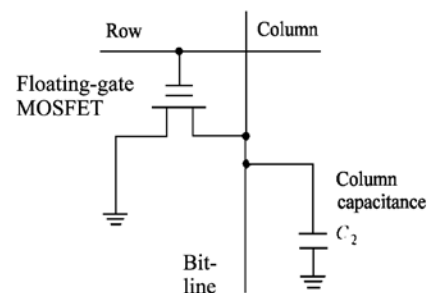 Row
Column
Floating-gate
MOSFET
Column
capacitance
C₂
Bit-
line